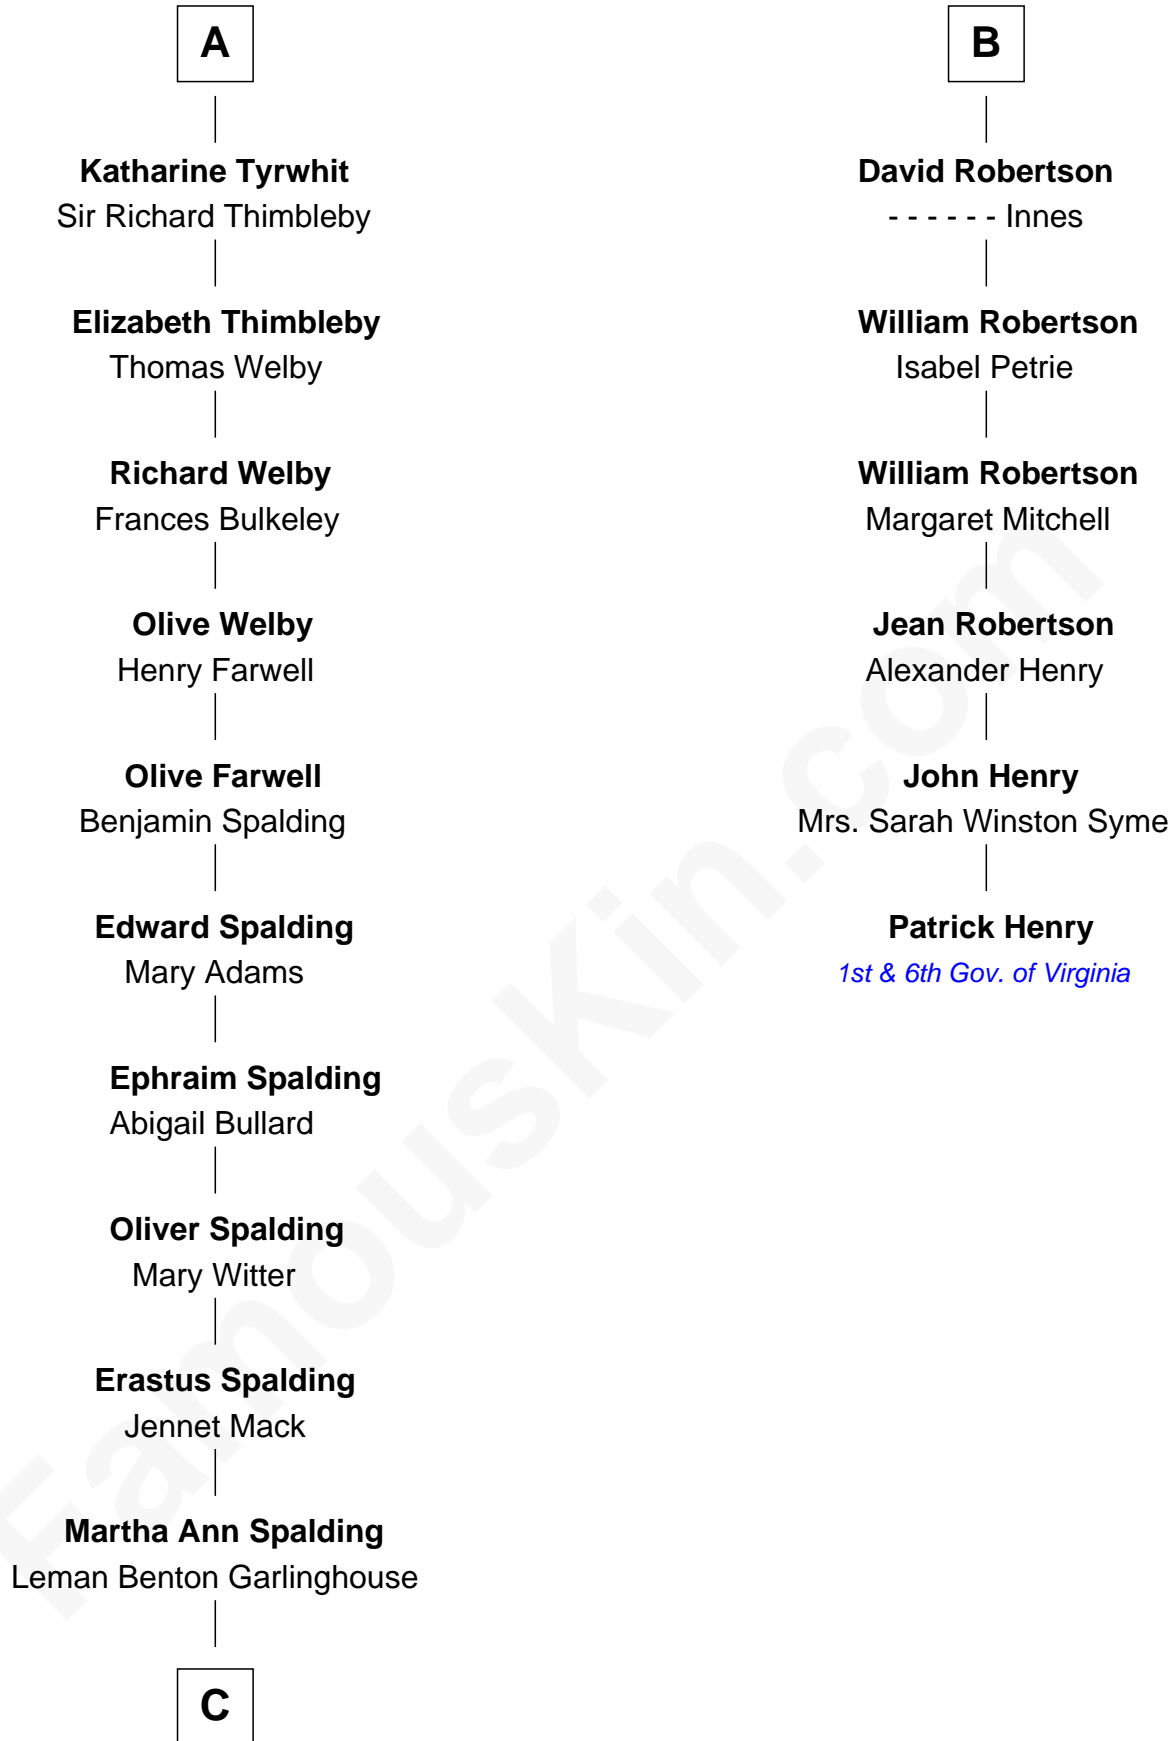 A
Katharine Tyrwhit
Sir Richard Thimbleby
Elizabeth Thimbleby
Thomas Welby
Richard Welby
Frances Bulkeley
Olive Welby
Henry Farwell
Olive Farwell
Benjamin Spalding
Edward Spalding
Mary Adams
Ephraim Spalding
Abigail Bullard
Oliver Spalding
Mary Witter
Erastus Spalding
Jennet Mack
Martha Ann Spalding
Leman Benton Garlinghouse
C
B
David Robertson
- - - - - - Innes
William Robertson
Isabel Petrie
William Robertson
Margaret Mitchell
Jean Robertson
Alexander Henry
John Henry
Mrs. Sarah Winston Syme
Patrick Henry
1st & 6th Gov. of Virginia
FamousKin.com